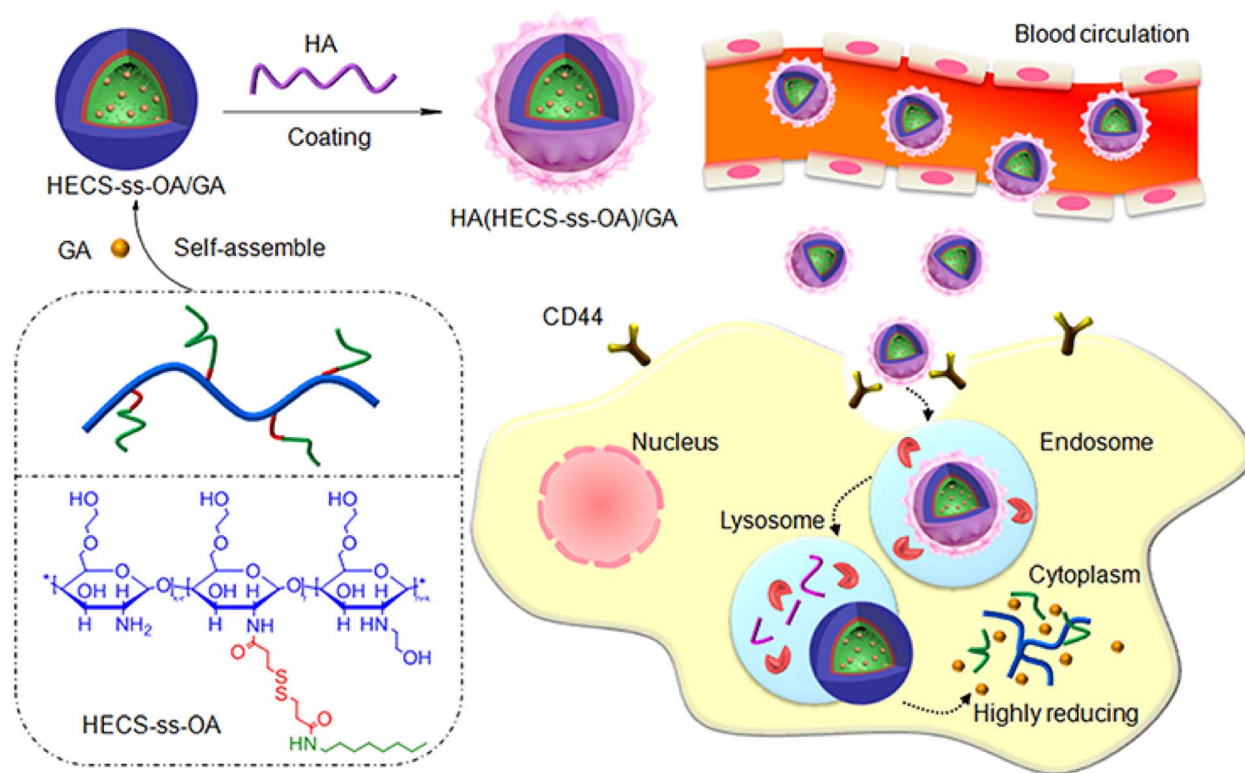 HA
Coating
HECS-ss-OA/GA
HA(HECS-ss-OA)/GA
Blood circulation
GA
Self-assemble
CD44
Nucleus
Endosome
Lysosome
Cytoplasm
Highly reducing
HO HO HO
O O O
O O O O O
* OH H OH H OH H *
H NH2 H NH H HN
OH
O
S
S
O
HN
HECS-ss-OA